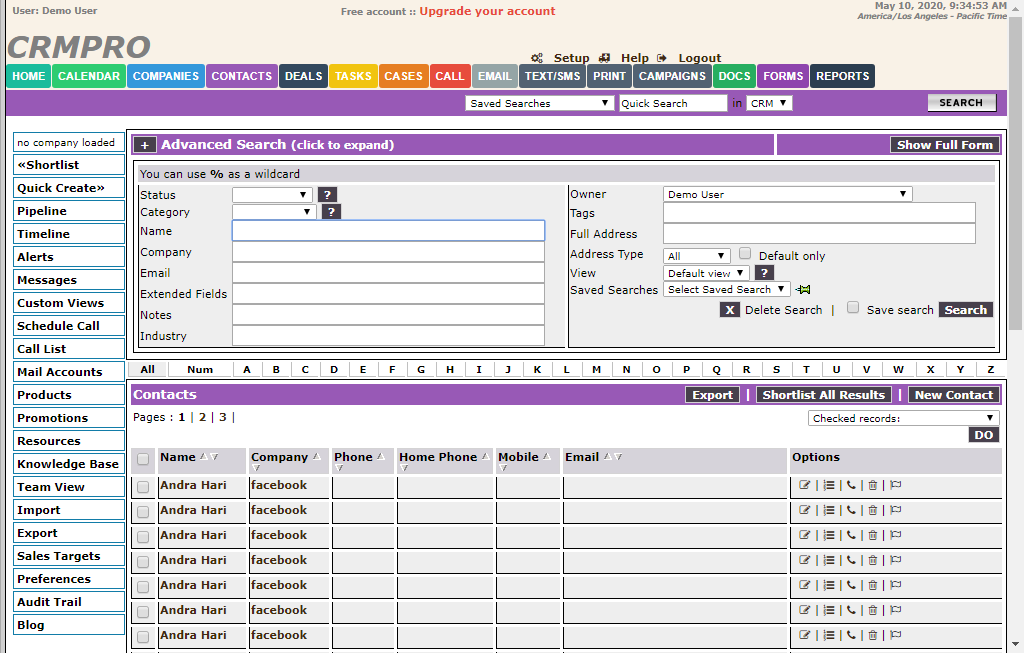 User: Demo User
Free account :: Upgrade your account
May 10, 2020, 9:34:53 AM
America/Los Angeles - Pacific Time
CRMPRO
Setup Help Logout
HOME CALENDAR COMPANIES CONTACTS DEALS TASKS CASES CALL EMAIL TEXT/SMS PRINT CAMPAIGNS DOCS FORMS REPORTS
Saved Searches Quick Search in CRM SEARCH
no company loaded
«Shortlist
Quick Create»
Pipeline
Timeline
Alerts
Messages
Custom Views
Schedule Call
Call List
Mail Accounts
Products
Promotions
Resources
Knowledge Base
Team View
Import
Export
Sales Targets
Preferences
Audit Trail
Blog
+ Advanced Search (click to expand) Show Full Form
You can use % as a wildcard
Status ?
Category ?
Name
Company
Email
Extended Fields
Notes
Industry
Owner Demo User
Tags
Full Address
Address Type All Default only
View Default view ?
Saved Searches Select Saved Search
X Delete Search | Save search Search
All Num A B C D E F G H I J K L M N O P Q R S T U V W X Y Z
Contacts Export | Shortlist All Results | New Contact
Pages : 1 | 2 | 3 |
Checked records:
DO
Name Company Phone Home Phone Mobile Email Options
Andra Hari facebook | | | |
Andra Hari facebook | | | |
Andra Hari facebook | | | |
Andra Hari facebook | | | |
Andra Hari facebook | | | |
Andra Hari facebook | | | |
Andra Hari facebook | | | |